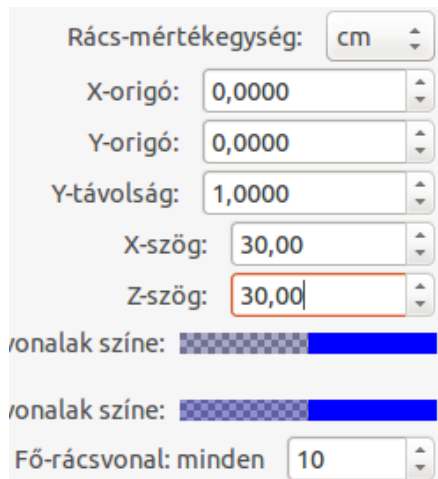 Rács-mértékegység: cm
X-origó: 0,0000
Y-origó: 0,0000
Y-távolság: 1,0000
X-szög: 30,00
Z-szög: 30,00
vonalak színe:
vonalak színe:
Fő-rácsvonal: minden 10